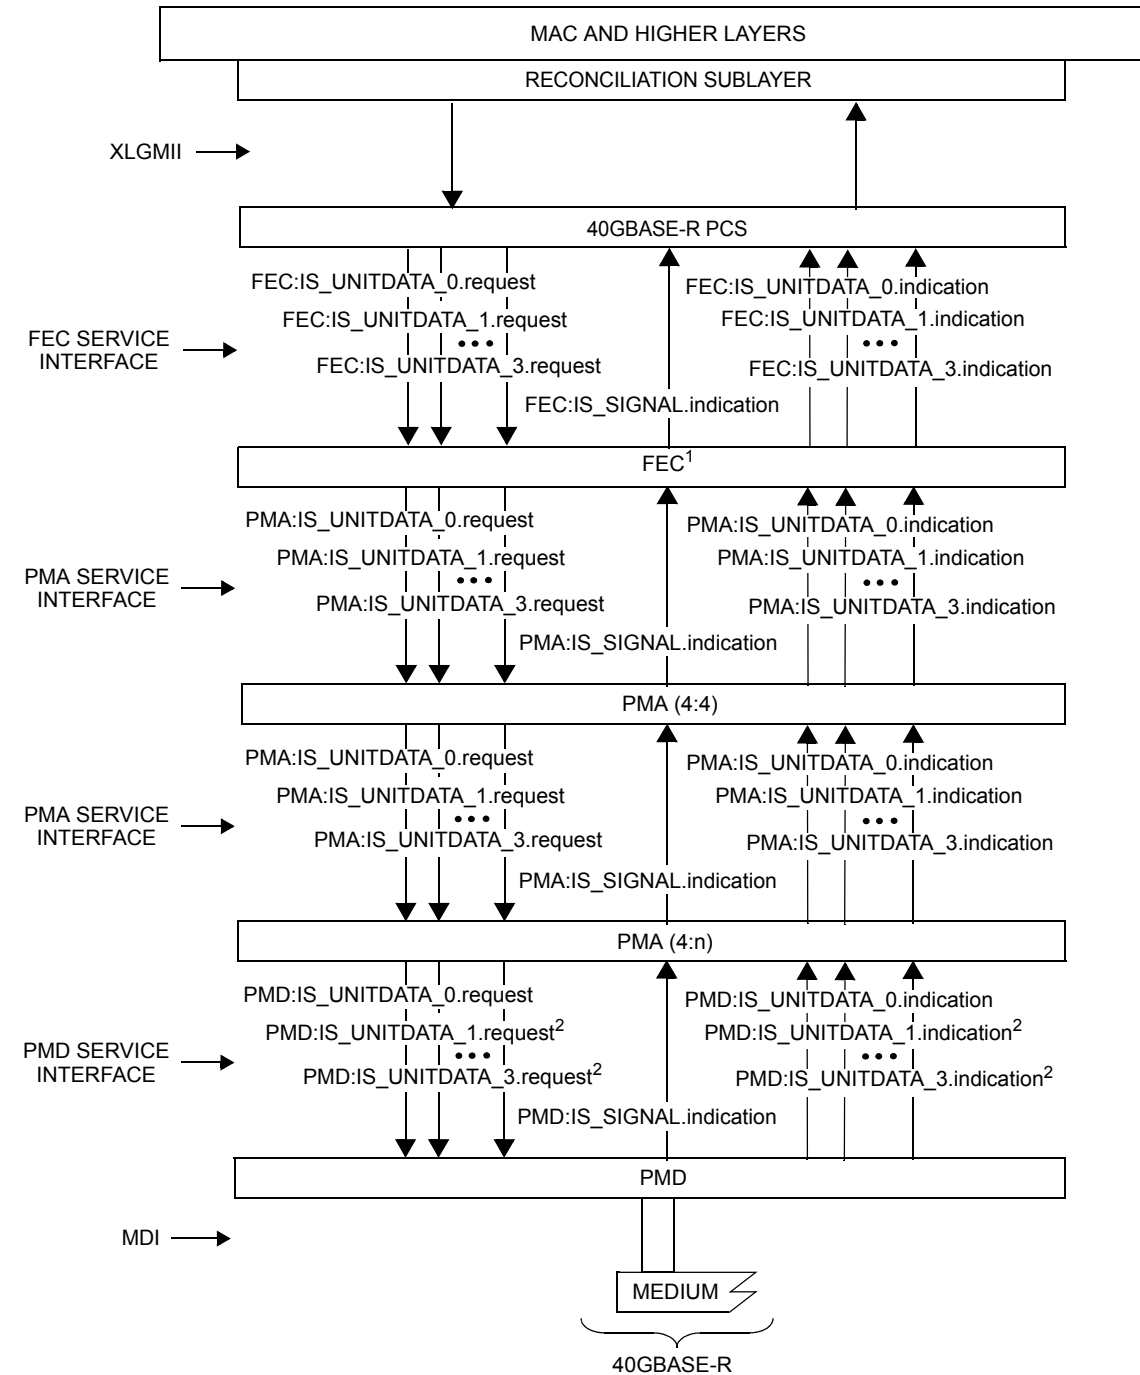 MAC AND HIGHER LAYERS
RECONCILIATION SUBLAYER
XLGMII
40GBASE-R PCS
FEC:IS_UNITDATA_0.request
FEC:IS_UNITDATA_0.indication
FEC:IS_UNITDATA_1.request
FEC:IS_UNITDATA_1.indication
FEC SERVICE
INTERFACE
•••
•••
FEC:IS_UNITDATA_3.request
FEC:IS_UNITDATA_3.indication
FEC:IS_SIGNAL.indication
FEC¹
PMA:IS_UNITDATA_0.request
PMA:IS_UNITDATA_0.indication
PMA:IS_UNITDATA_1.request
PMA:IS_UNITDATA_1.indication
PMA SERVICE
INTERFACE
•••
•••
PMA:IS_UNITDATA_3.request
PMA:IS_UNITDATA_3.indication
PMA:IS_SIGNAL.indication
PMA (4:4)
PMA:IS_UNITDATA_0.request
PMA:IS_UNITDATA_0.indication
PMA:IS_UNITDATA_1.request
PMA:IS_UNITDATA_1.indication
PMA SERVICE
INTERFACE
•••
•••
PMA:IS_UNITDATA_3.request
PMA:IS_UNITDATA_3.indication
PMA:IS_SIGNAL.indication
PMA (4:n)
PMD:IS_UNITDATA_0.request
PMD:IS_UNITDATA_0.indication
PMD:IS_UNITDATA_1.request²
PMD:IS_UNITDATA_1.indication²
PMD SERVICE
INTERFACE
•••
•••
PMD:IS_UNITDATA_3.request²
PMD:IS_UNITDATA_3.indication²
PMD:IS_SIGNAL.indication
PMD
MDI
MEDIUM
40GBASE-R